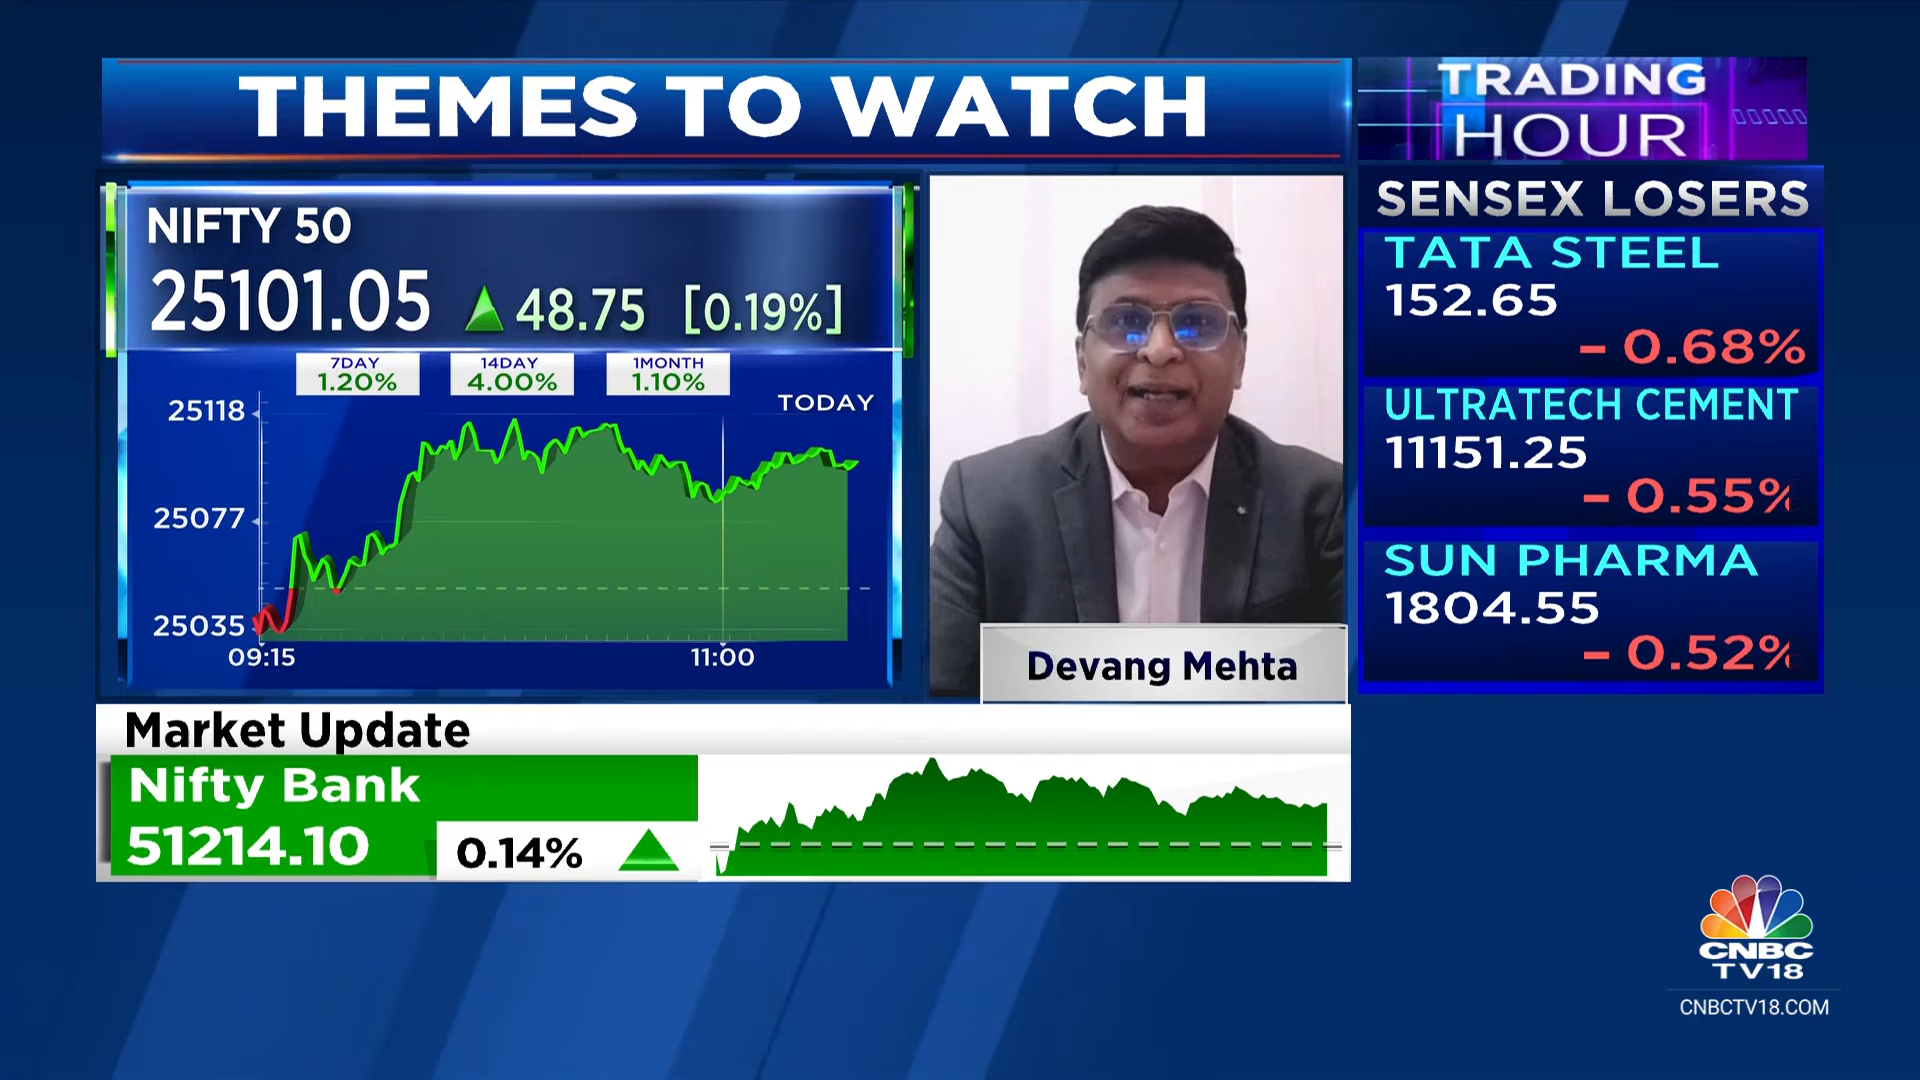 THEMES TO WATCH
TRADING
HOUR
NIFTY 50
25101.05 ▲ 48.75 [0.19%]
7DAY
1.20%
14DAY
4.00%
1MONTH
1.10%
TODAY
25118
25077
25035
09:15
11:00
Devang Mehta
SENSEX LOSERS
TATA STEEL
152.65
- 0.68%
ULTRATECH CEMENT
11151.25
- 0.55%
SUN PHARMA
1804.55
- 0.52%
Market Update
Nifty Bank
51214.10
0.14%
CNBC
TV18
CNBCTV18.COM